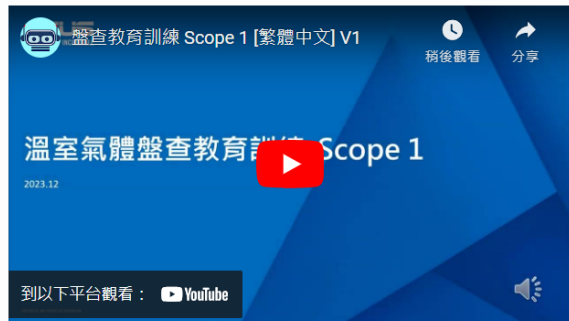 盤查教育訓練 Scope 1 [繁體中文] V1
稍後觀看
分享
溫室氣體盤查教育訓 Scope 1
2023.12
到以下平台觀看： YouTube